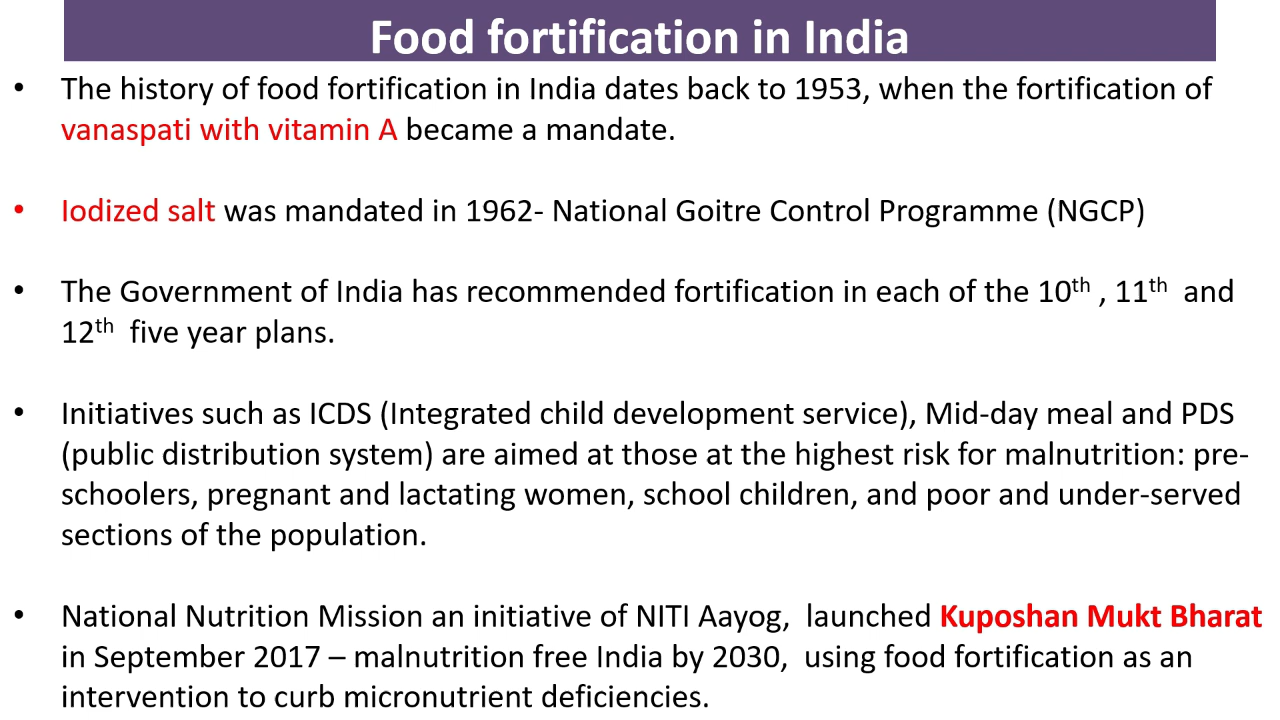 Food fortification in India
• The history of food fortification in India dates back to 1953, when the fortification of
vanaspati with vitamin A became a mandate.
• Iodized salt was mandated in 1962- National Goitre Control Programme (NGCP)
• The Government of India has recommended fortification in each of the 10th , 11th and
12th five year plans.
• Initiatives such as ICDS (Integrated child development service), Mid-day meal and PDS
(public distribution system) are aimed at those at the highest risk for malnutrition: pre-
schoolers, pregnant and lactating women, school children, and poor and under-served
sections of the population.
• National Nutrition Mission an initiative of NITI Aayog, launched Kuposhan Mukt Bharat
in September 2017 – malnutrition free India by 2030, using food fortification as an
intervention to curb micronutrient deficiencies.